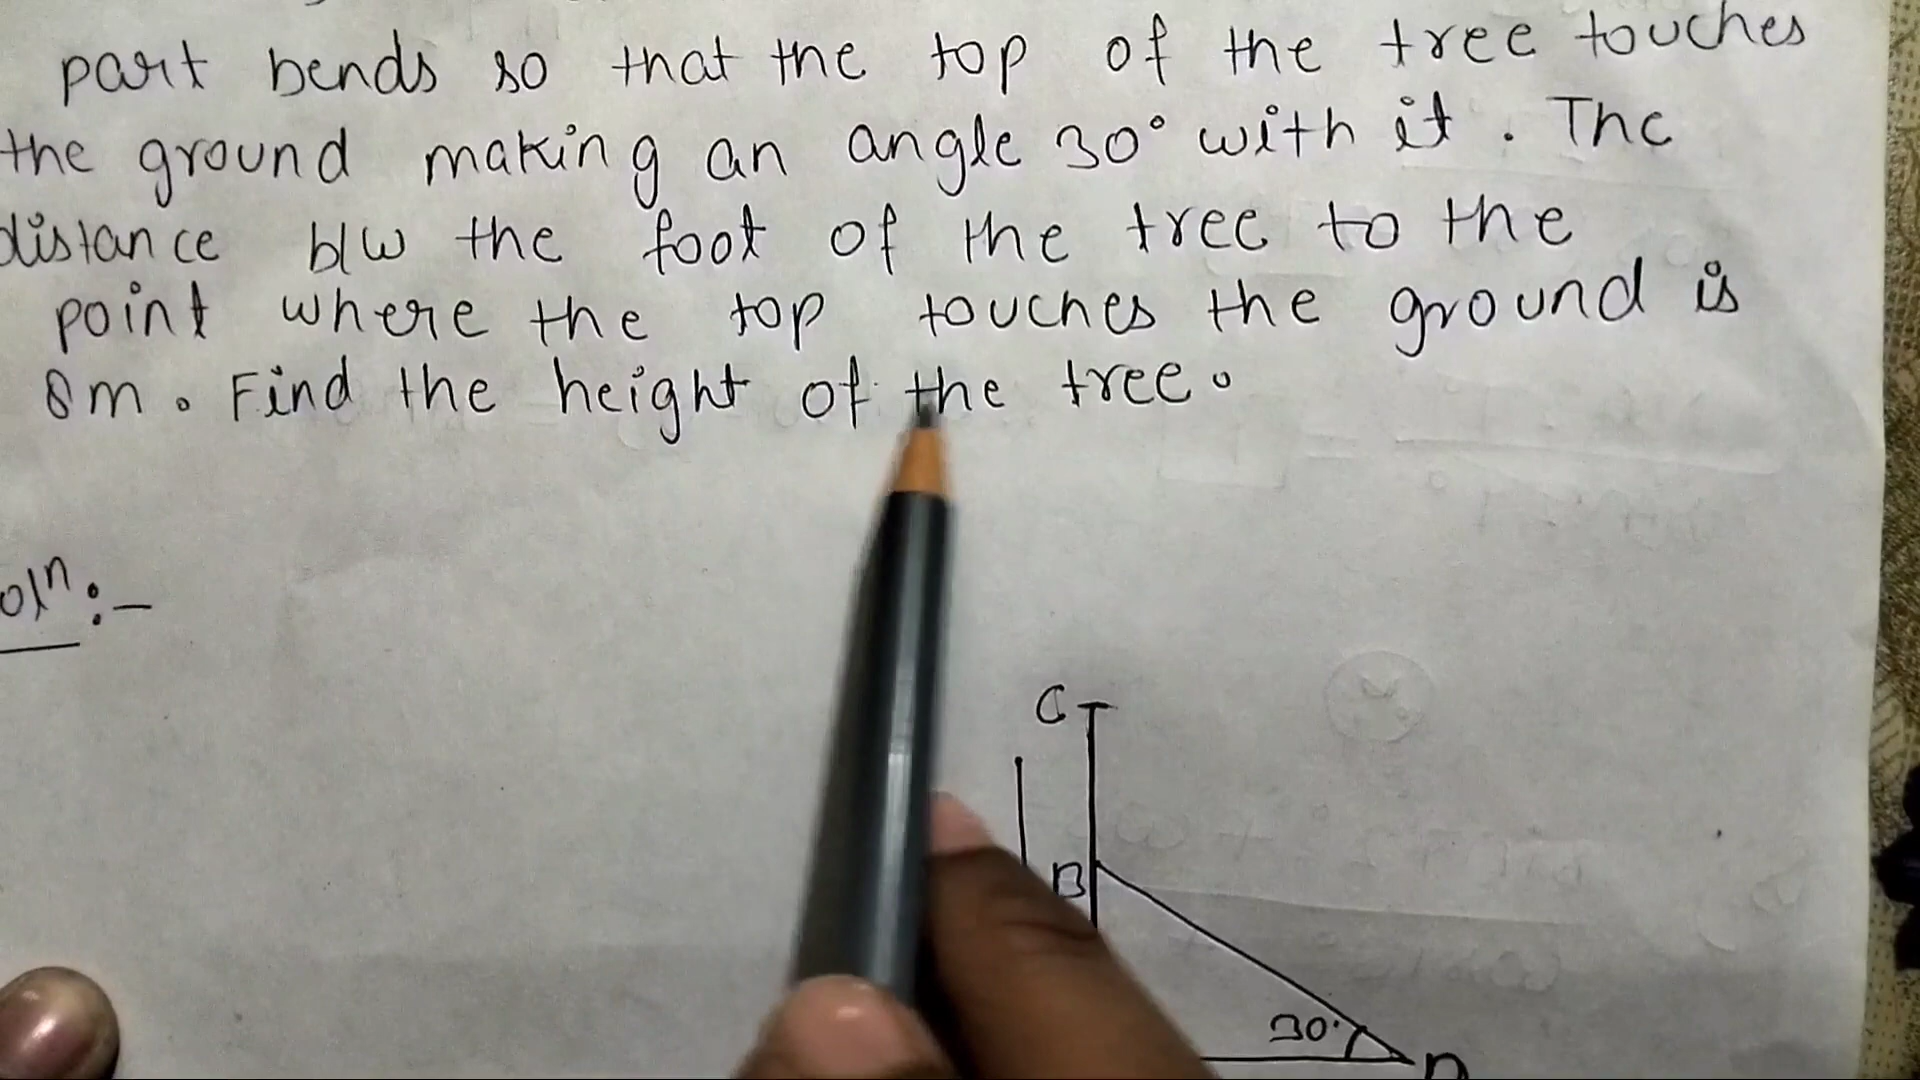 part bends so that the top of the tree touches
the ground making an angle 30° with it. The
distance b/w the foot of the tree to the
point where the top touches the ground is
8m. Find the height of the tree.
olⁿ:-
C
B
30°
D